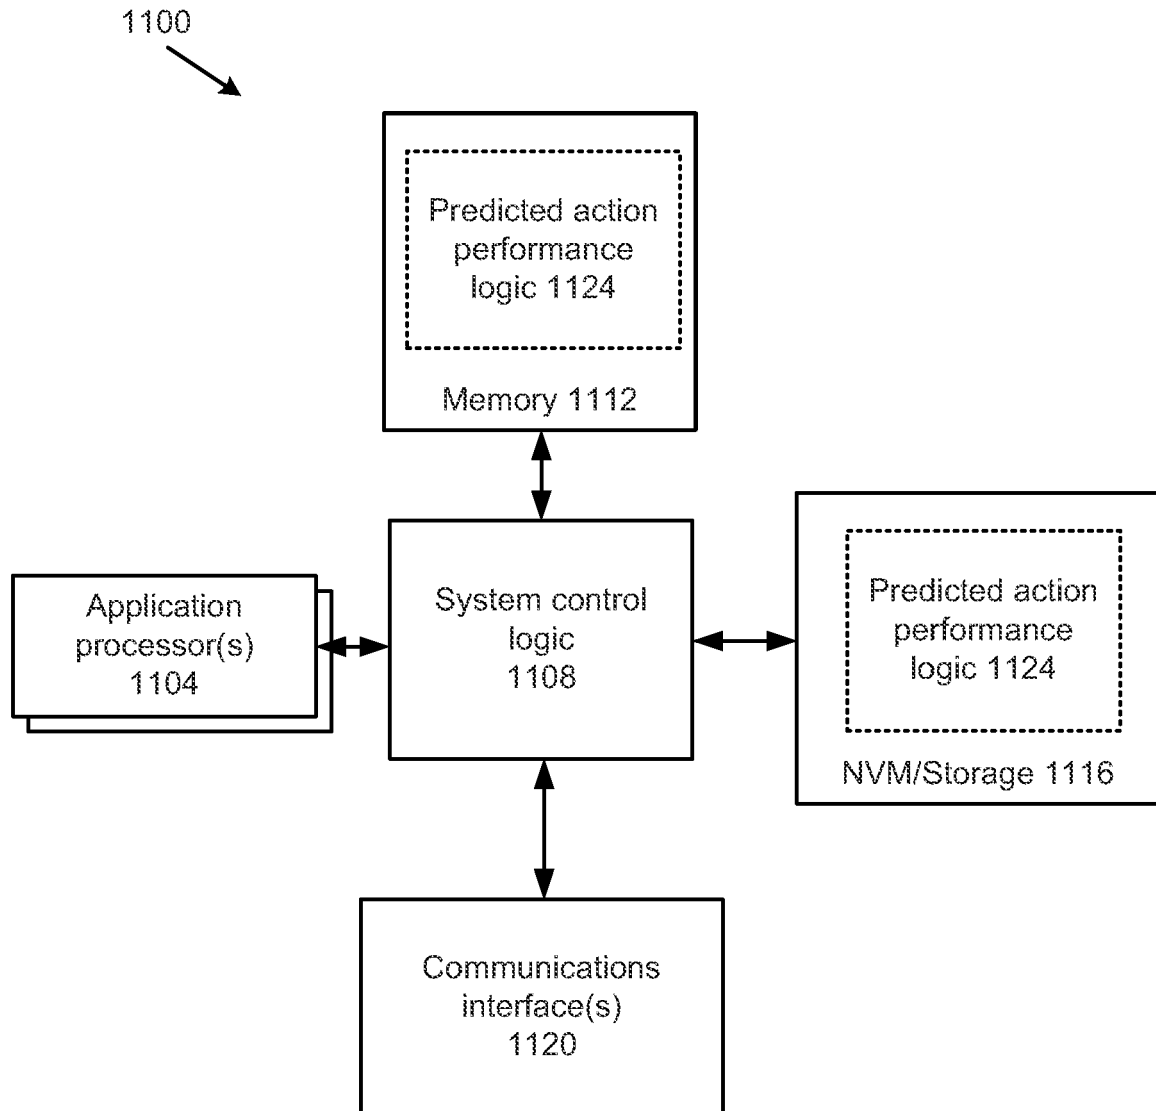 1100
Predicted action
performance
logic 1124
Memory 1112
Application
processor(s)
1104
System control
logic
1108
Predicted action
performance
logic 1124
NVM/Storage 1116
Communications
interface(s)
1120